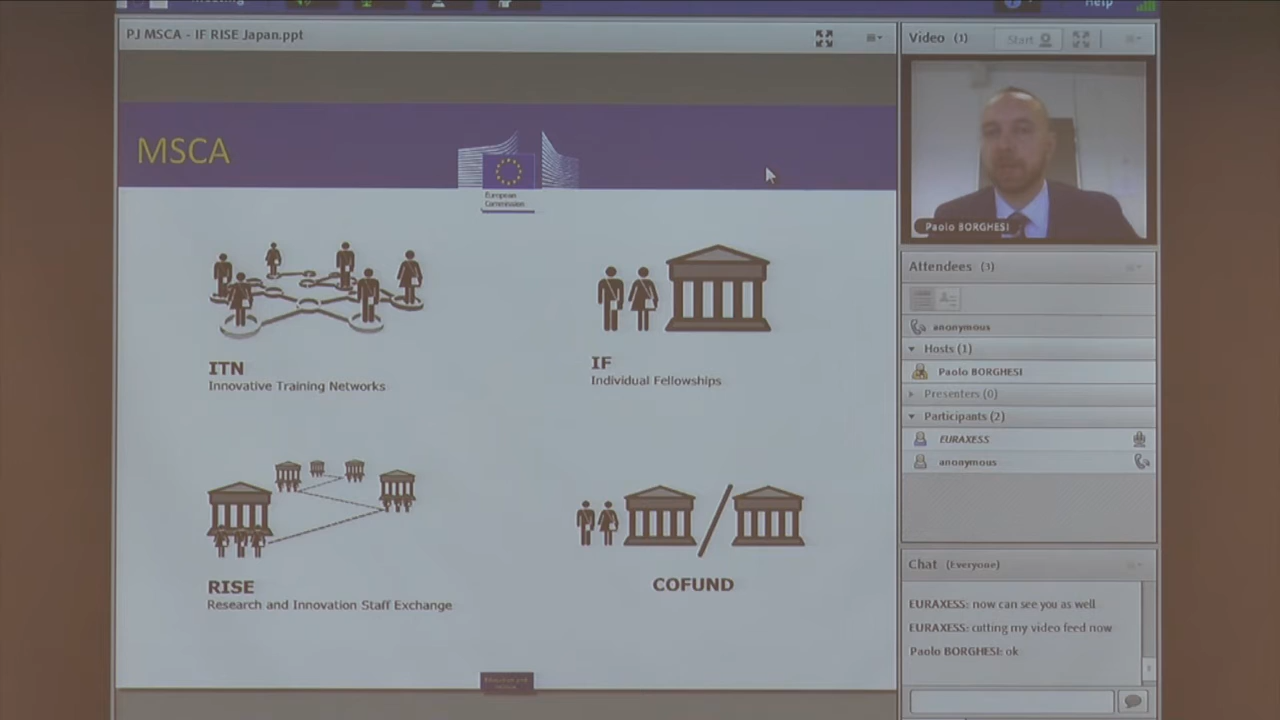 Meeting
Help
PJ MSCA - IF RISE Japan.ppt
MSCA
European
Commission
ITN
Innovative Training Networks
IF
Individual Fellowships
RISE
Research and Innovation Staff Exchange
COFUND
Video (1)
Start
Paolo BORGHESI
Attendees (3)
anonymous
Hosts (1)
Paolo BORGHESI
Presenters (0)
Participants (2)
EURAXESS
anonymous
Chat (Everyone)
EURAXESS: now can see you as well
EURAXESS: cutting my video feed now
Paolo BORGHESI: ok